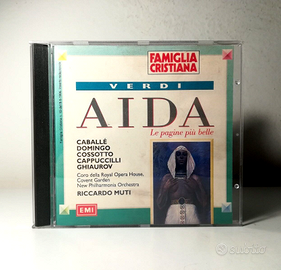 FAMIGLIA
CRISTIANA
VERDI
AIDA
Le pagine più belle
CABALLÉ
DOMINGO
COSSOTTO
CAPPUCCILLI
GHIAUROV
Coro della Royal Opera House,
Covent Garden
New Philharmonia Orchestra
RICCARDO MUTI
EMI
subito